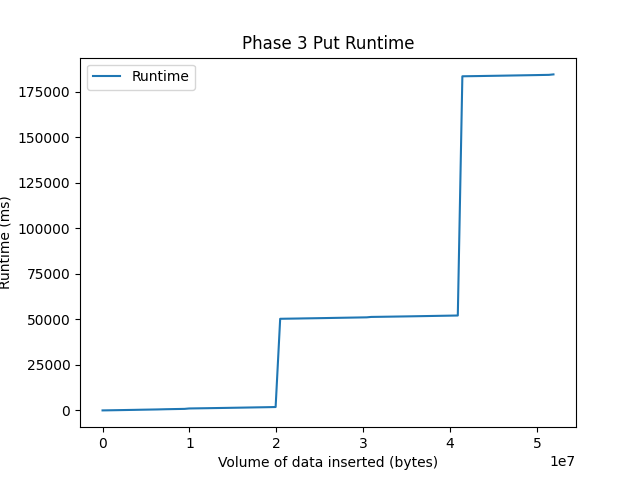 Phase 3 Put Runtime
Runtime
175000
150000
125000
100000
75000
50000
25000
0
Runtime (ms)
0 1 2 3 4 5
1e7
Volume of data inserted (bytes)